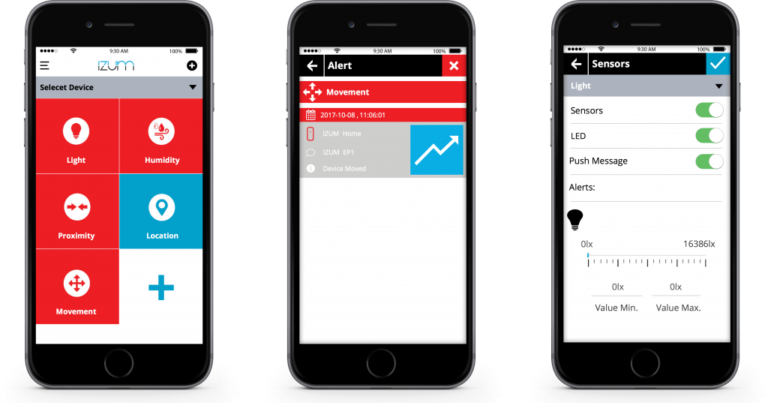 9:30 AM 100%
IZUM
Selecet Device
Light Humidity
Proximity Location
Movement
9:30 AM 100%
Alert
Movement
2017-10-08 , 11:06:01
IZUM Home
IZUM EP1
Device Moved
9:30 AM 100%
Sensors
Light
Sensors
LED
Push Message
Alerts:
0lx 16386lx
0lx 0lx
Value Min. Value Max.